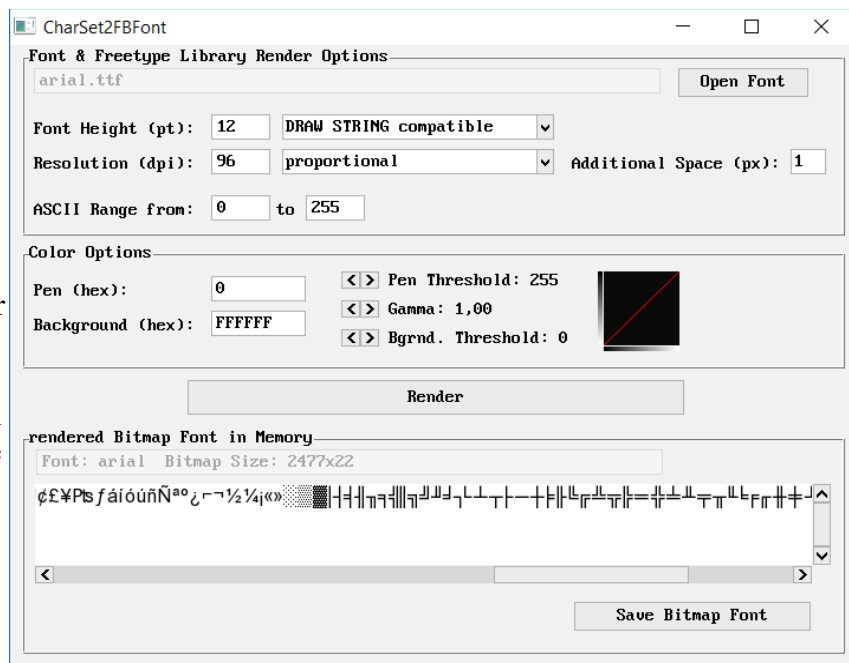 CharSet2FBFont
Font & Freetype Library Render Options
arial.ttf Open Font
Font Height (pt): 12 DRAW STRING compatible
Resolution (dpi): 96 proportional Additional Space (px): 1
ASCII Range from: 0 to 255
Color Options
Pen (hex): 0 < > Pen Threshold: 255
< > Gamma: 1,00
Background (hex): FFFFFF
< > Bgrnd. Threshold: 0
Render
rendered Bitmap Font in Memory
Font: arial Bitmap Size: 2477x22
¢£¥₧ƒáíóúñѪº¿⌐¬½¼¡«»░▒▓│┤╡╢╖╕╣║╗╝╜╛┐└┴┬├─┼╞╟╚╔╩╦╠═╬╧╨╤╥╙╘╒╓╫╪┘
Save Bitmap Font